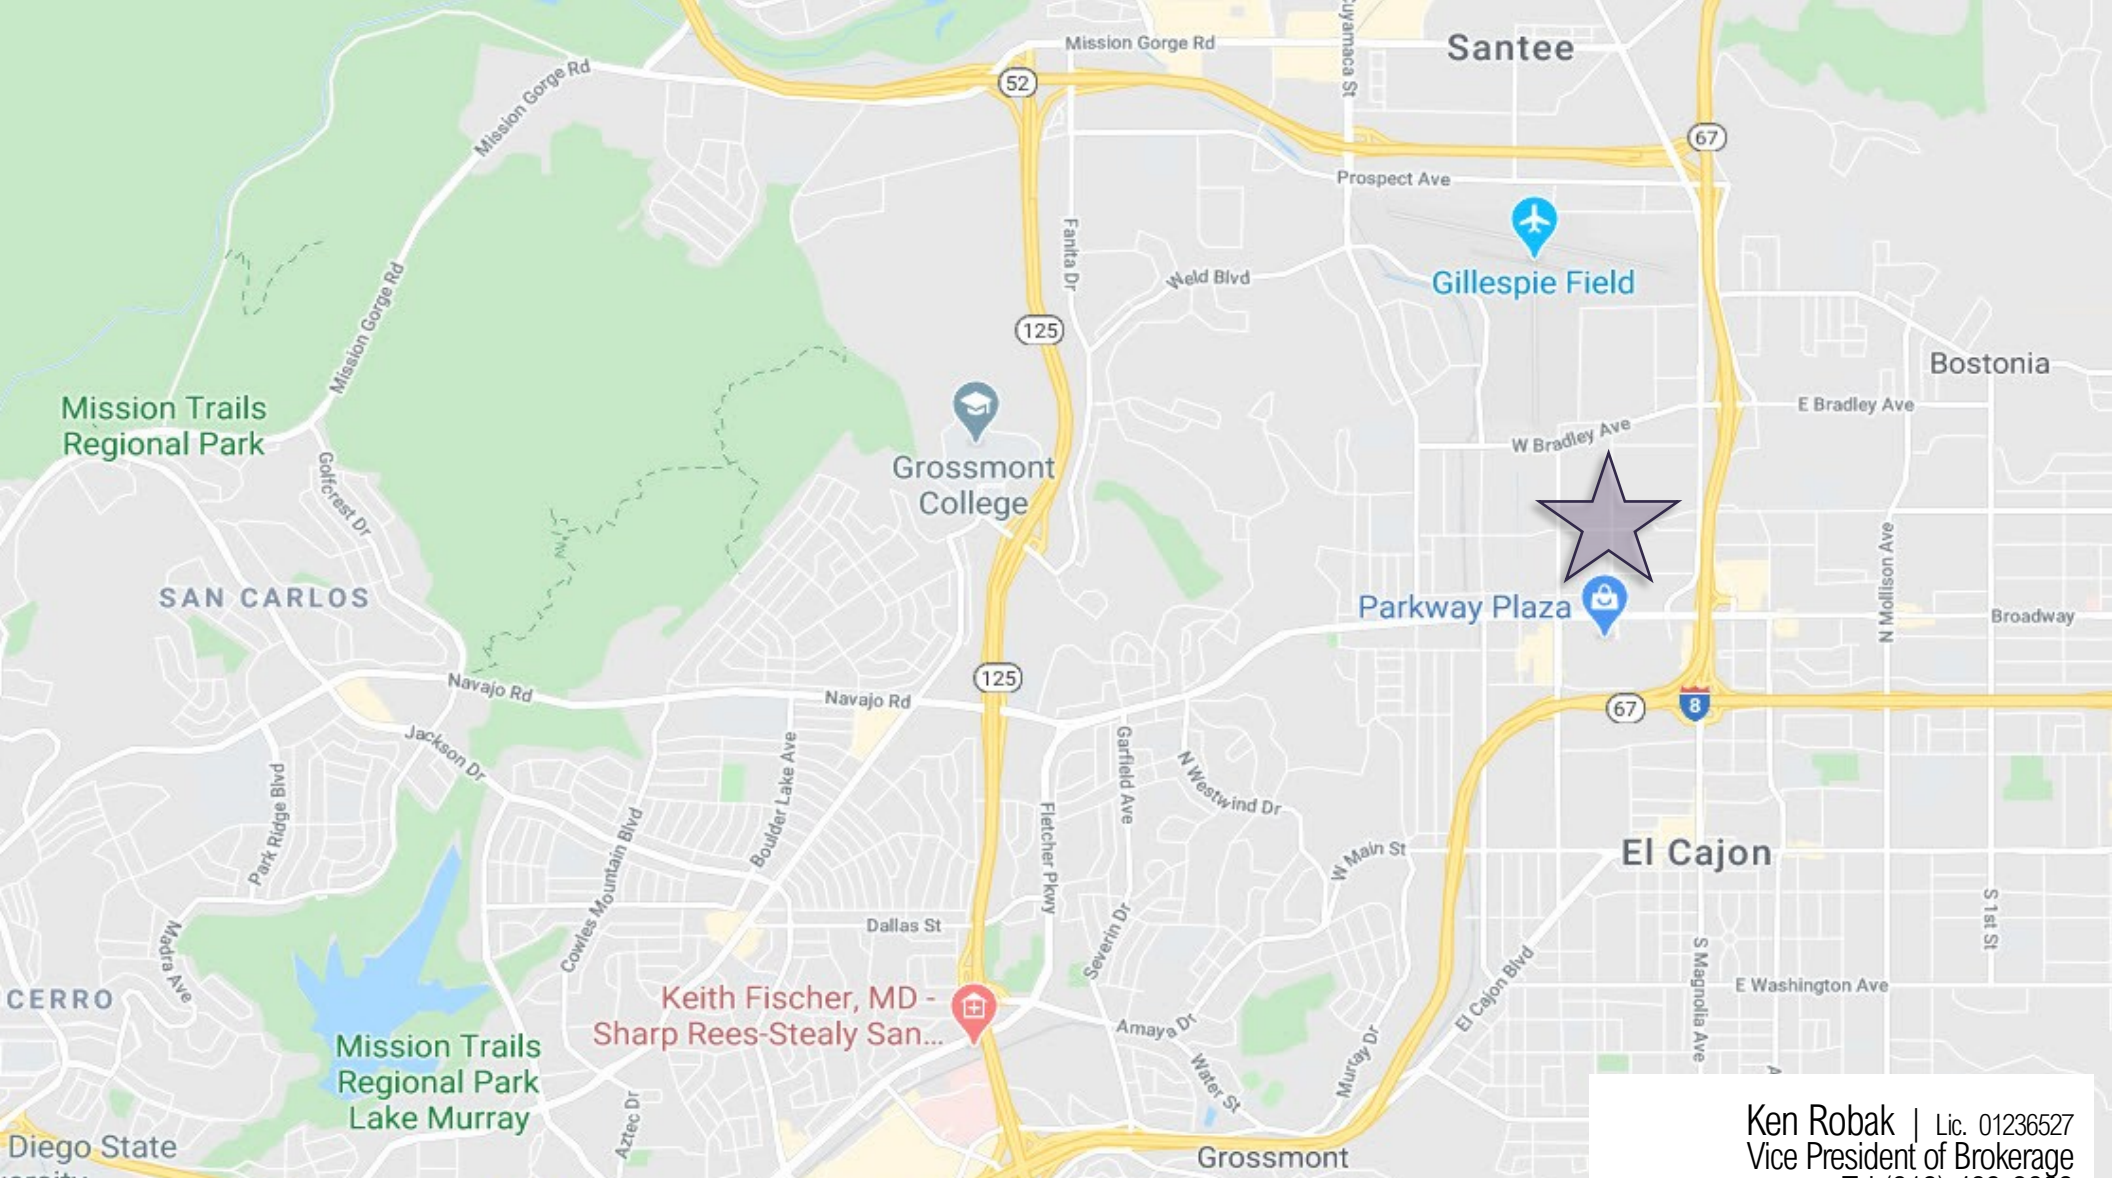 Mission Gorge Rd
Cuyamaca St
Santee
52
Mission Gorge Rd
67
Prospect Ave
Fanita Dr
Weld Blvd
Gillespie Field
Mission Gorge Rd
125
Bostonia
Mission Trails
Regional Park
E Bradley Ave
W Bradley Ave
Grossmont
College
Golfcrest Dr
N Mollison Ave
SAN CARLOS
Parkway Plaza
Broadway
Navajo Rd
125
Navajo Rd
67
8
Jackson Dr
Park Ridge Blvd
Boulder Lake Ave
Garfield Ave
N Westwind Dr
Cowles Mountain Blvd
Fletcher Pkwy
W Main St
El Cajon
Dallas St
Madra Ave
Severin Dr
S 1st St
El Cajon Blvd
S Magnolia Ave
E Washington Ave
CERRO
Keith Fischer, MD -
Sharp Rees-Stealy San...
Amaya Dr
Murray Dr
Water St
Mission Trails
Regional Park
Lake Murray
Aztec Dr
Diego State
Grossmont
Ken Robak | Lic. 01236527
Vice President of Brokerage